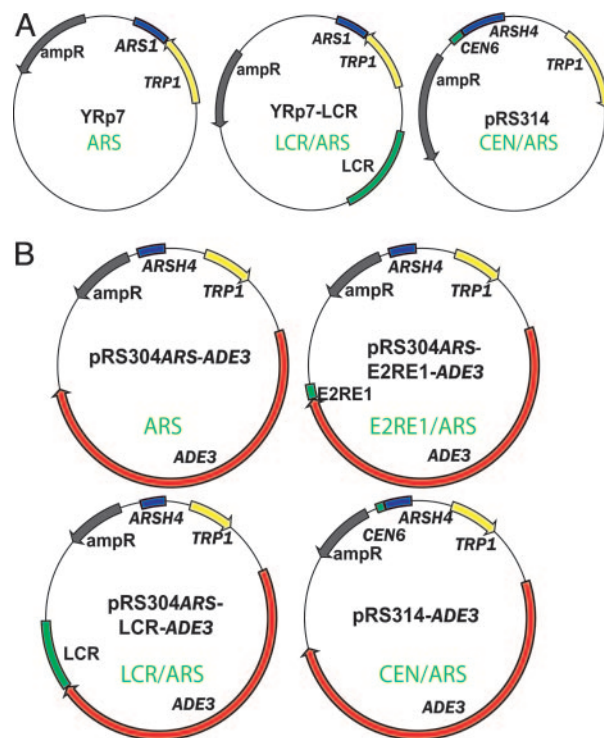 A
ampR
ARS1
TRP1
YRp7
ARS
ampR
ARS1
TRP1
YRp7-LCR
LCR/ARS
LCR
CEN6
ARSH4
ampR
TRP1
pRS314
CEN/ARS
B
ampR
ARSH4
TRP1
pRS304ARS-ADE3
ARS
ADE3
ampR
ARSH4
TRP1
pRS304ARS-
E2RE1-ADE3
E2RE1
E2RE1/ARS
ADE3
ampR
ARSH4
TRP1
pRS304ARS-
LCR-ADE3
LCR
LCR/ARS
ADE3
ampR
CEN6
ARSH4
TRP1
pRS314-ADE3
CEN/ARS
ADE3